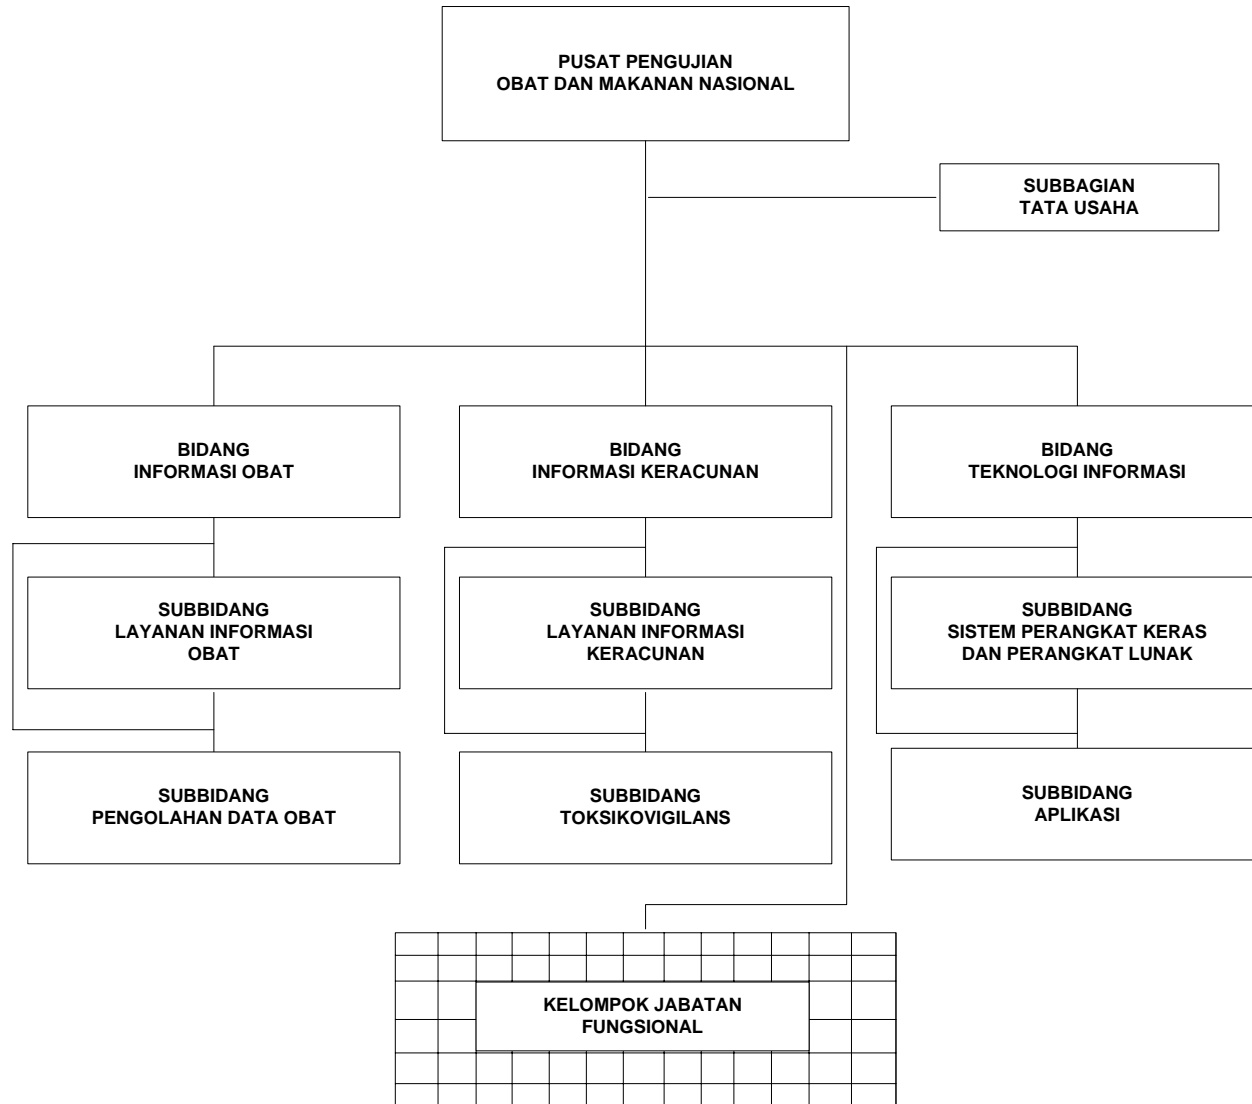 PUSAT PENGUJIAN
OBAT DAN MAKANAN NASIONAL
SUBBAGIAN
TATA USAHA
BIDANG
INFORMASI OBAT
BIDANG
INFORMASI KERACUNAN
BIDANG
TEKNOLOGI INFORMASI
SUBBIDANG
LAYANAN INFORMASI
OBAT
SUBBIDANG
LAYANAN INFORMASI
KERACUNAN
SUBBIDANG
SISTEM PERANGKAT KERAS
DAN PERANGKAT LUNAK
SUBBIDANG
PENGOLAHAN DATA OBAT
SUBBIDANG
TOKSIKOVIGILANS
SUBBIDANG
APLIKASI
KELOMPOK JABATAN
FUNGSIONAL